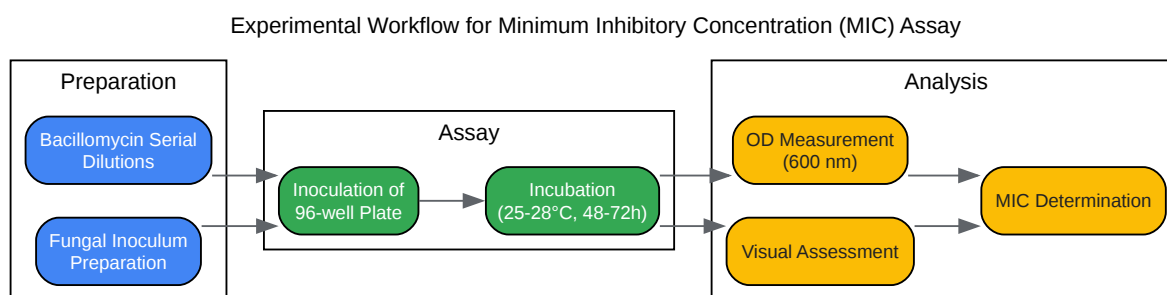 Experimental Workflow for Minimum Inhibitory Concentration (MIC) Assay
Preparation
Bacillomycin Serial
Dilutions
Fungal Inoculum
Preparation
Assay
Inoculation of
96-well Plate
Incubation
(25-28°C, 48-72h)
Analysis
OD Measurement
(600 nm)
Visual Assessment
MIC Determination